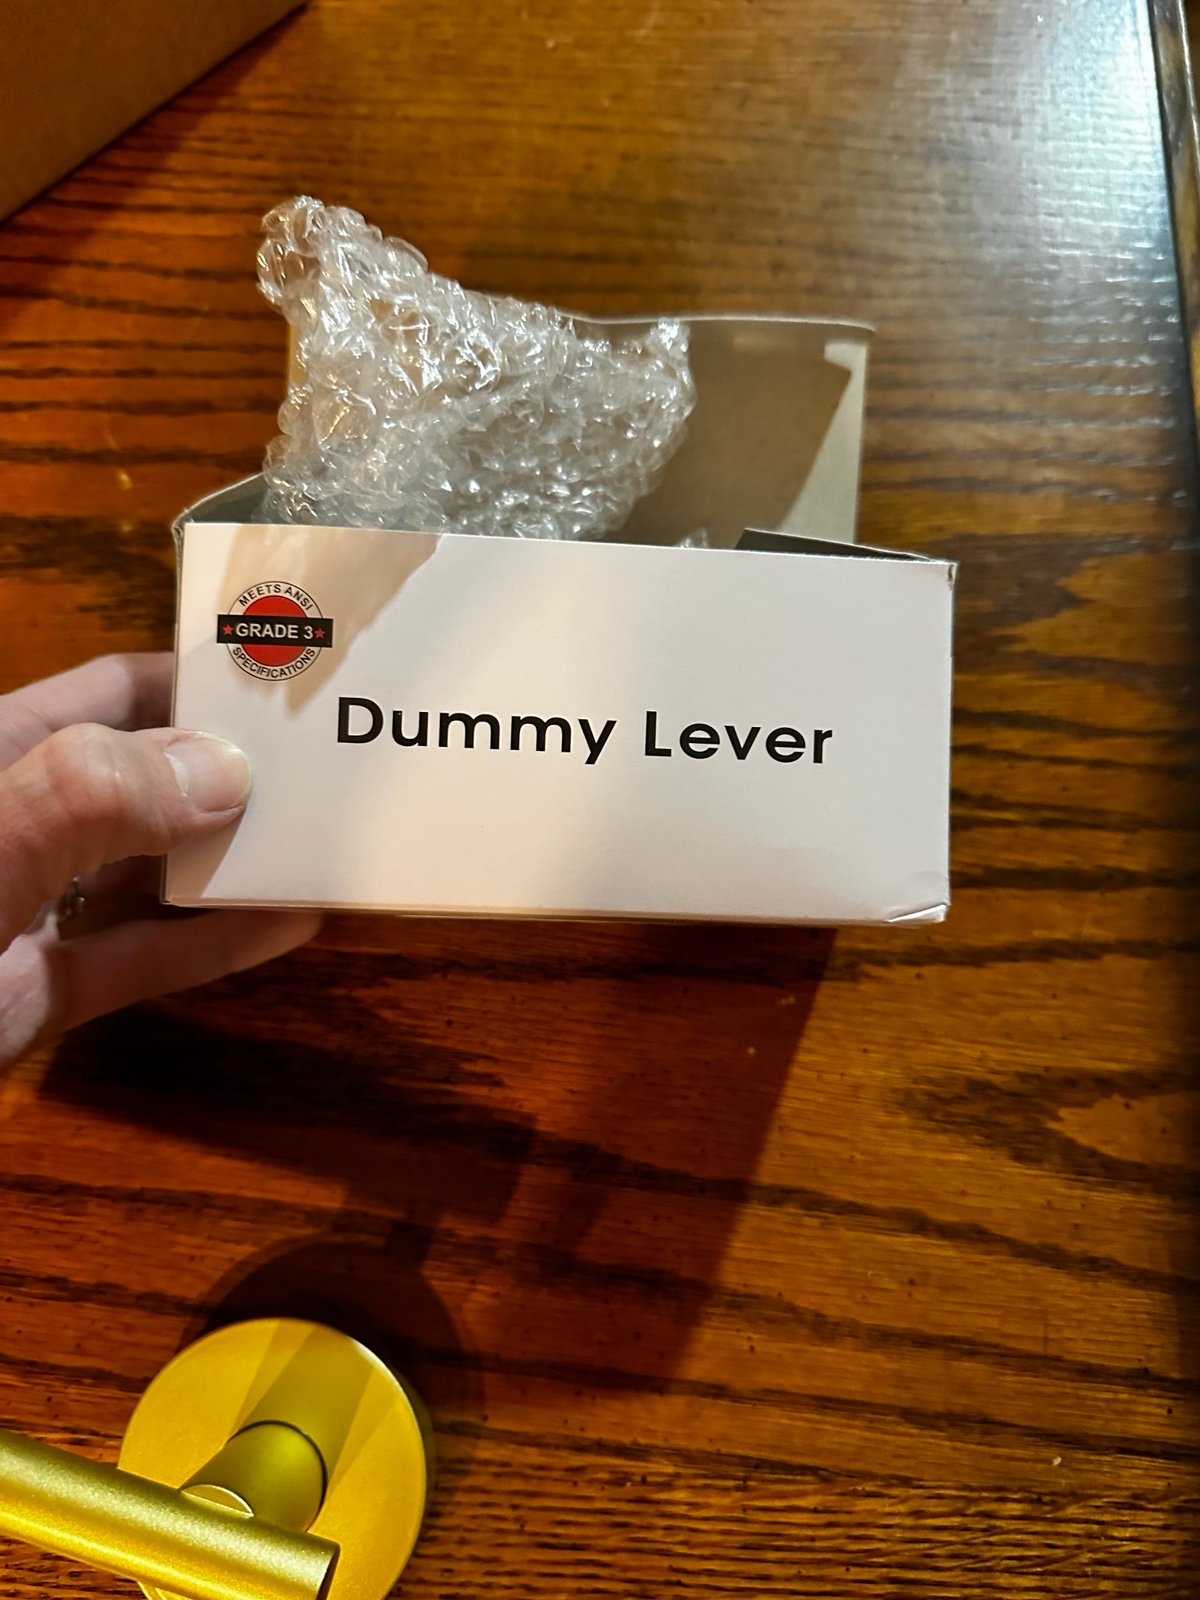 MEETS ANSI
GRADE 3
SPECIFICATIONS
Dummy Lever